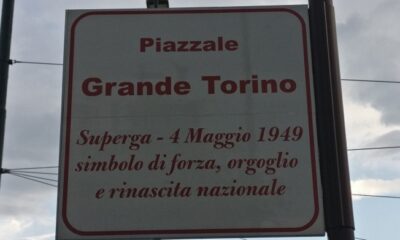 Piazzale
Grande Torino
Superga - 4 Maggio 1949
simbolo di forza, orgoglio
e rinascita nazionale